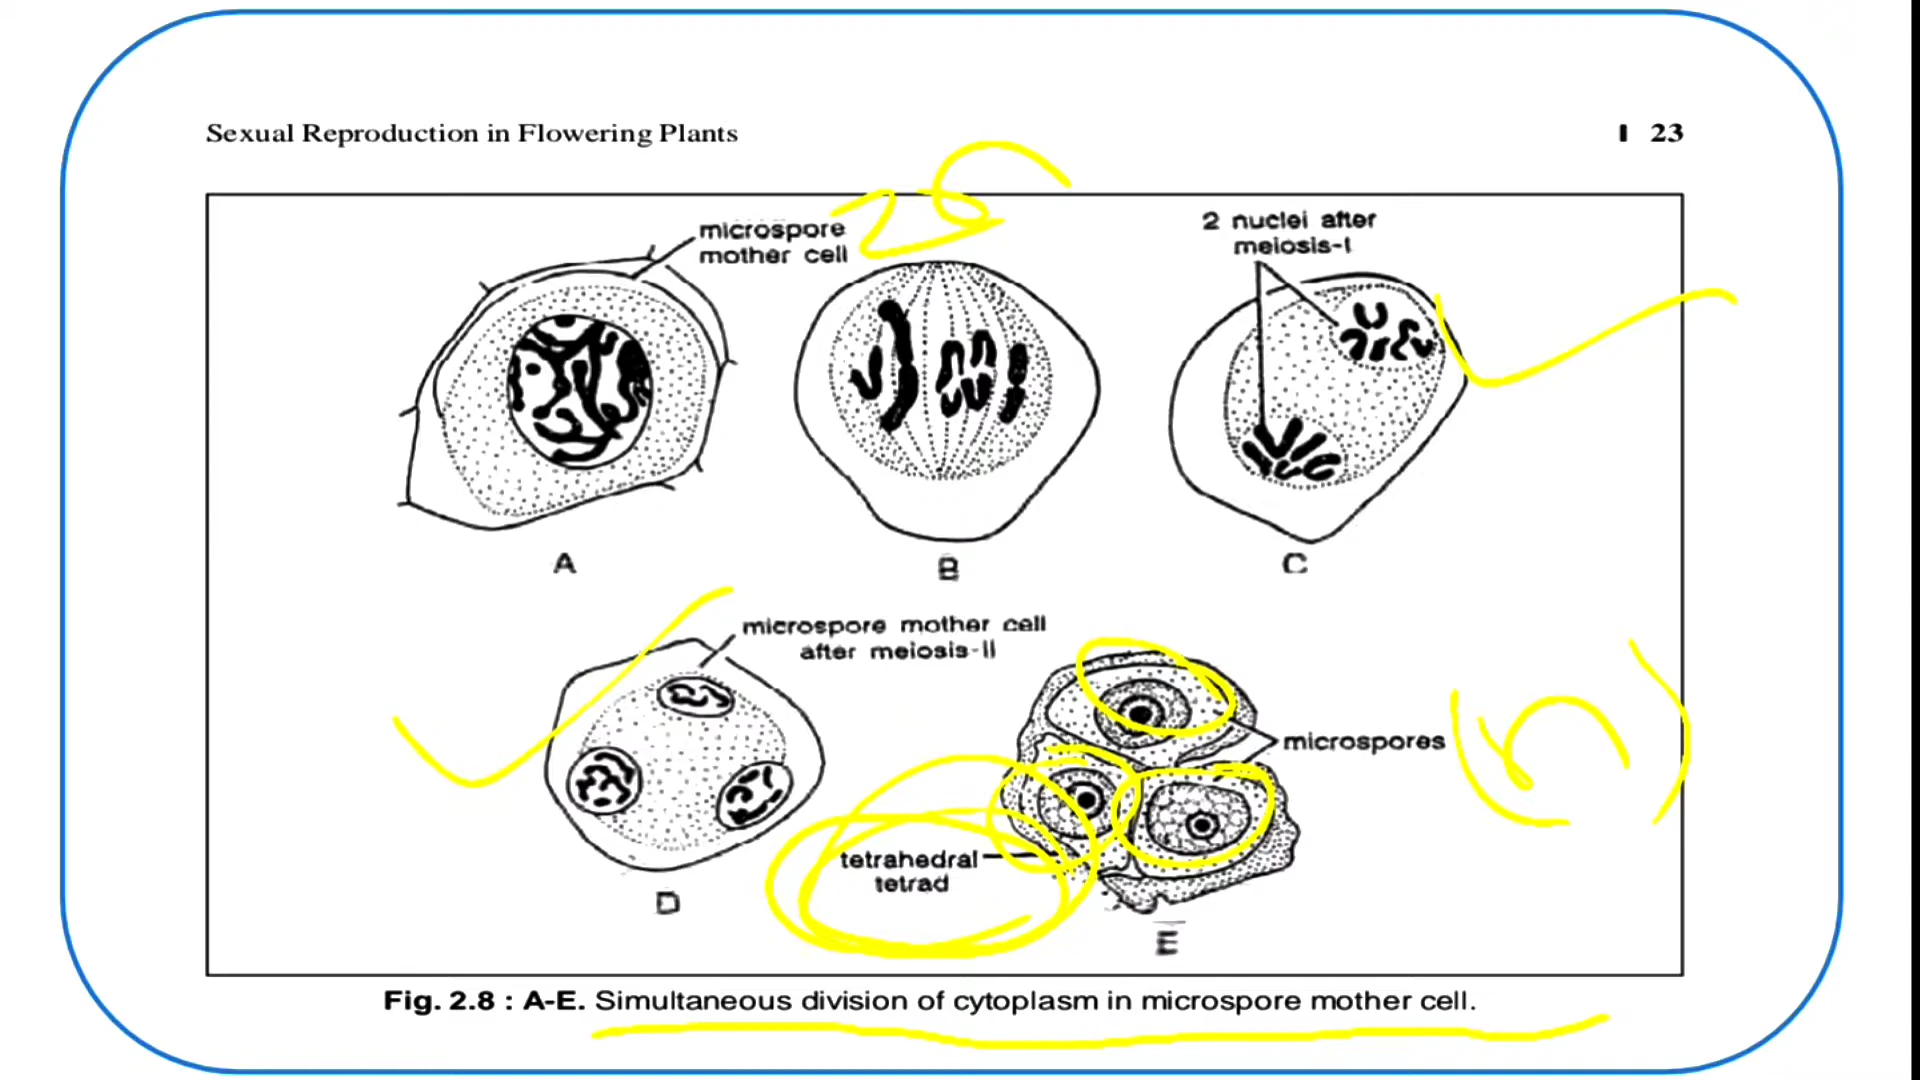 Sexual Reproduction in Flowering Plants
23
microspore
mother cell
2n
2 nuclei after
meiosis-I
A
B
C
microspore mother cell
after meiosis-II
microspores
(n)
tetrahedral
tetrad
D
E
Fig. 2.8 : A-E. Simultaneous division of cytoplasm in microspore mother cell.